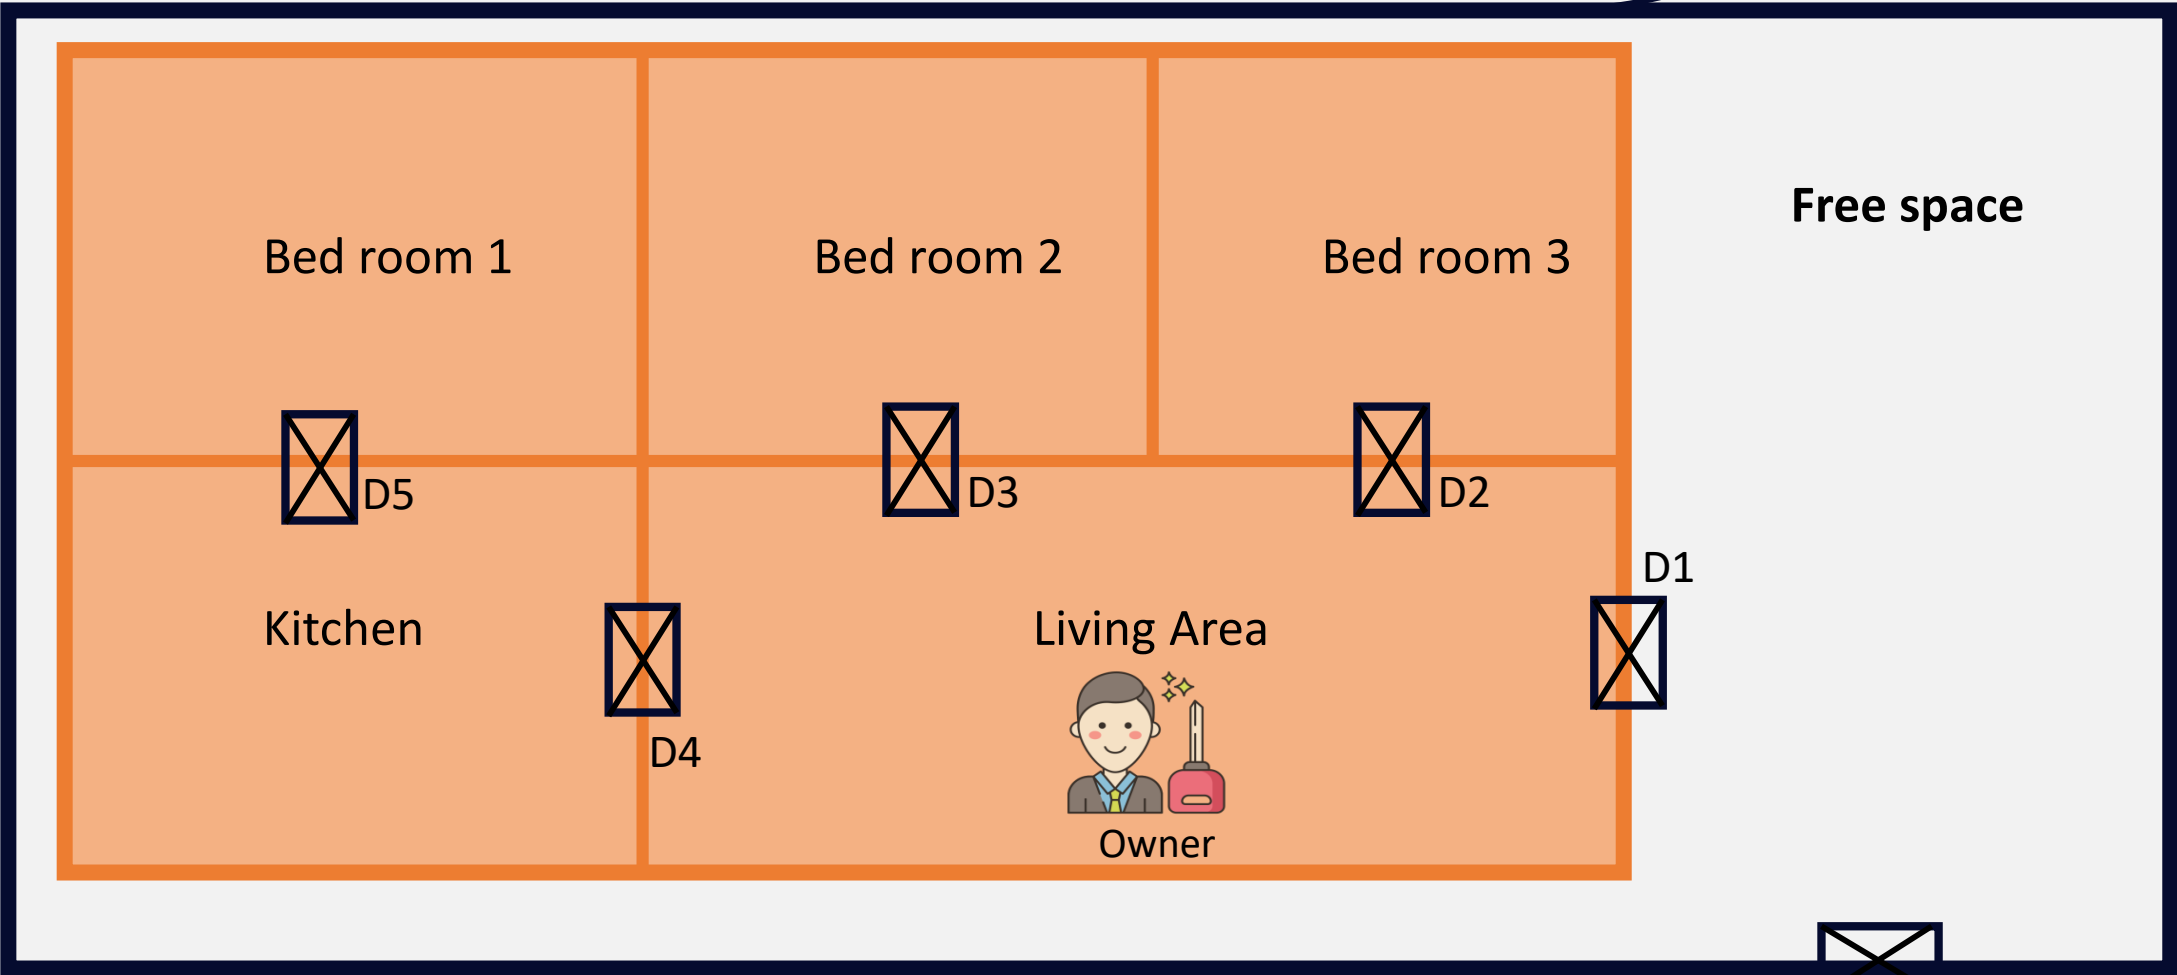 Free space
Bed room 1
Bed room 2
Bed room 3
D5
D3
D2
D1
Kitchen
Living Area
D4
Owner